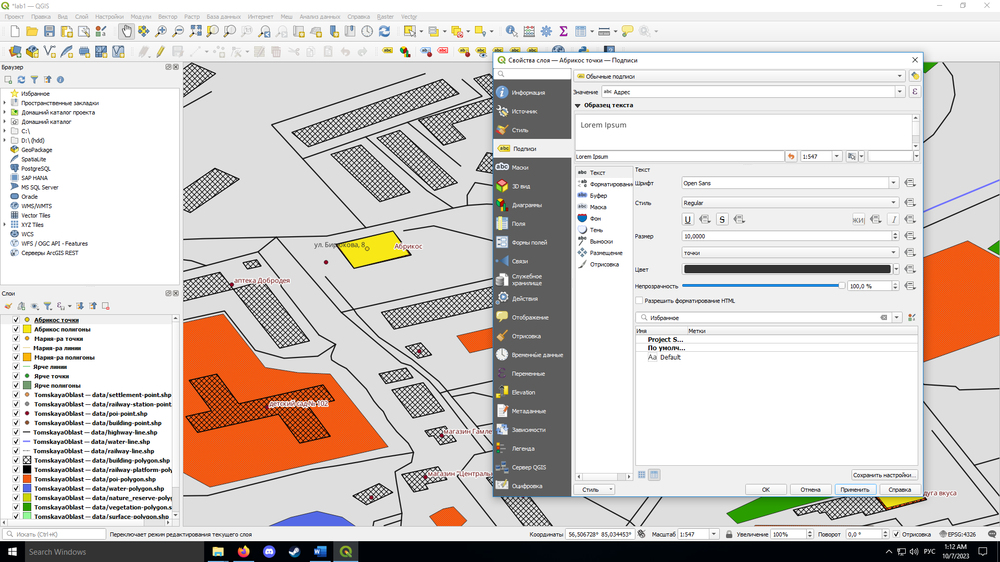 *lab1 — QGIS
Проект Правка Вид Слой Настройки Модули Вектор Растр База данных Интернет Меш Анализ данных Справка Raster Vector
Браузер
Избранное
Пространственные закладки
Домашний каталог проекта
Домашний каталог
C:\
D:\ (hdd)
GeoPackage
SpatiaLite
PostgreSQL
SAP HANA
MS SQL Server
Oracle
WMS/WMTS
Vector Tiles
XYZ Tiles
WCS
WFS / OGC API - Features
Серверы ArcGIS REST
Слои
Абрикос точки
Абрикос полигоны
Мария-ра точки
Мария-ра линии
Мария-ра полигоны
Ярче линии
Ярче точки
Ярче полигоны
TomskayaOblast — data/settlement-point.shp
TomskayaOblast — data/railway-station-point
TomskayaOblast — data/poi-point.shp
TomskayaOblast — data/building-point.shp
TomskayaOblast — data/highway-line.shp
TomskayaOblast — data/water-line.shp
TomskayaOblast — data/railway-line.shp
TomskayaOblast — data/building-polygon.shp
TomskayaOblast — data/railway-platform-poly
TomskayaOblast — data/poi-polygon.shp
TomskayaOblast — data/water-polygon.shp
TomskayaOblast — data/nature_reserve-polyg
TomskayaOblast — data/vegetation-polygon.s
TomskayaOblast — data/surface-polygon.shp
ул. Бирюкова, 8
Абрикос
аптека Добродея
детский сад № 102
магазин Гамлет
магазин "Централь
дуга вкуса
Свойства слоя — Абрикос точки — Подписи
Информация
Источник
Стиль
abc Подписи
abc Маски
3D вид
Диаграммы
Поля
Формы полей
Связи
Служебное
хранилище
Действия
Отображение
Отрисовка
Временные данные
Переменные
Elevation
Метаданные
Зависимости
Легенда
Сервер QGIS
Оцифровка
abc Обычные подписи
Значение abc Адрес ε
Образец текста
Lorem Ipsum
Lorem Ipsum 1:547
abc Текст
Форматировани
abc Буфер
abc Маска
Фон
Тень
abc Выноски
Размещение
Отрисовка
Текст
Шрифт Open Sans
Стиль Regular
U S жи I
Размер 10,0000
точки
Цвет
Непрозрачность 100,0 %
Разрешить форматирование HTML
Избранное
Имя Метки
Project S...
По умолч...
Aa Default
Сохранить настройки...
Стиль OK Отмена Применить Справка
Искать (Ctrl+K) Переключает режим редактирования текущего слоя Координаты 56,506728° 85,034453° Масштаб 1:547 Увеличение 100% Поворот 0,0 ° Отрисовка EPSG:4326
Search Windows
РУС
1:12 AM
10/7/2023